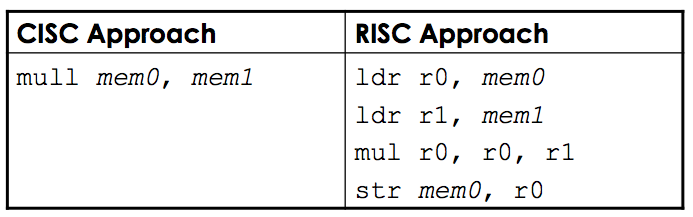 CISC Approach
RISC Approach
mull mem0, mem1
ldr r0, mem0
ldr r1, mem1
mul r0, r0, r1
str mem0, r0